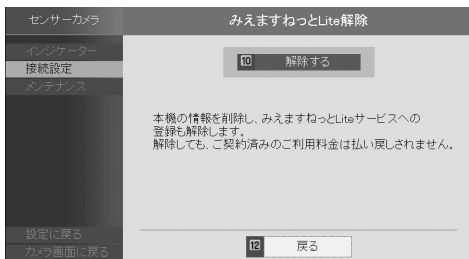 センサーカメラ
みえますねっとLite解除
インジケーター
接続設定
メンテナンス
10 解除する
本機の情報を削除し、みえますねっとLiteサービスへの
登録も解除します。
解除しても、ご契約済みのご利用料金は払い戻しされません。
設定に戻る
カメラ画面に戻る
12 戻る